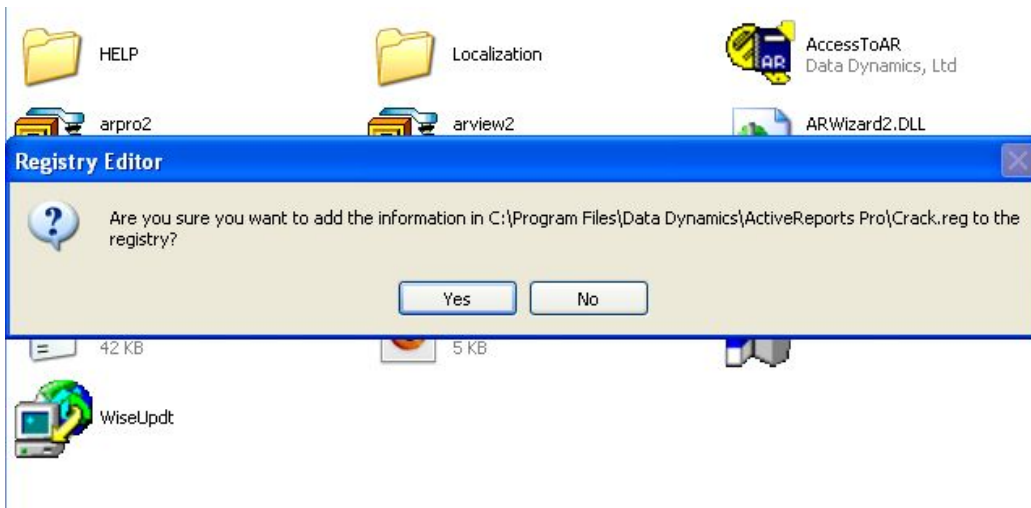 HELP
Localization
AccessToAR
Data Dynamics, Ltd
arpro2
arview2
ARWizard2.DLL
Registry Editor
Are you sure you want to add the information in C:\Program Files\Data Dynamics\ActiveReports Pro\Crack.reg to the
registry?
Yes
No
42 KB
5 KB
WiseUpdt